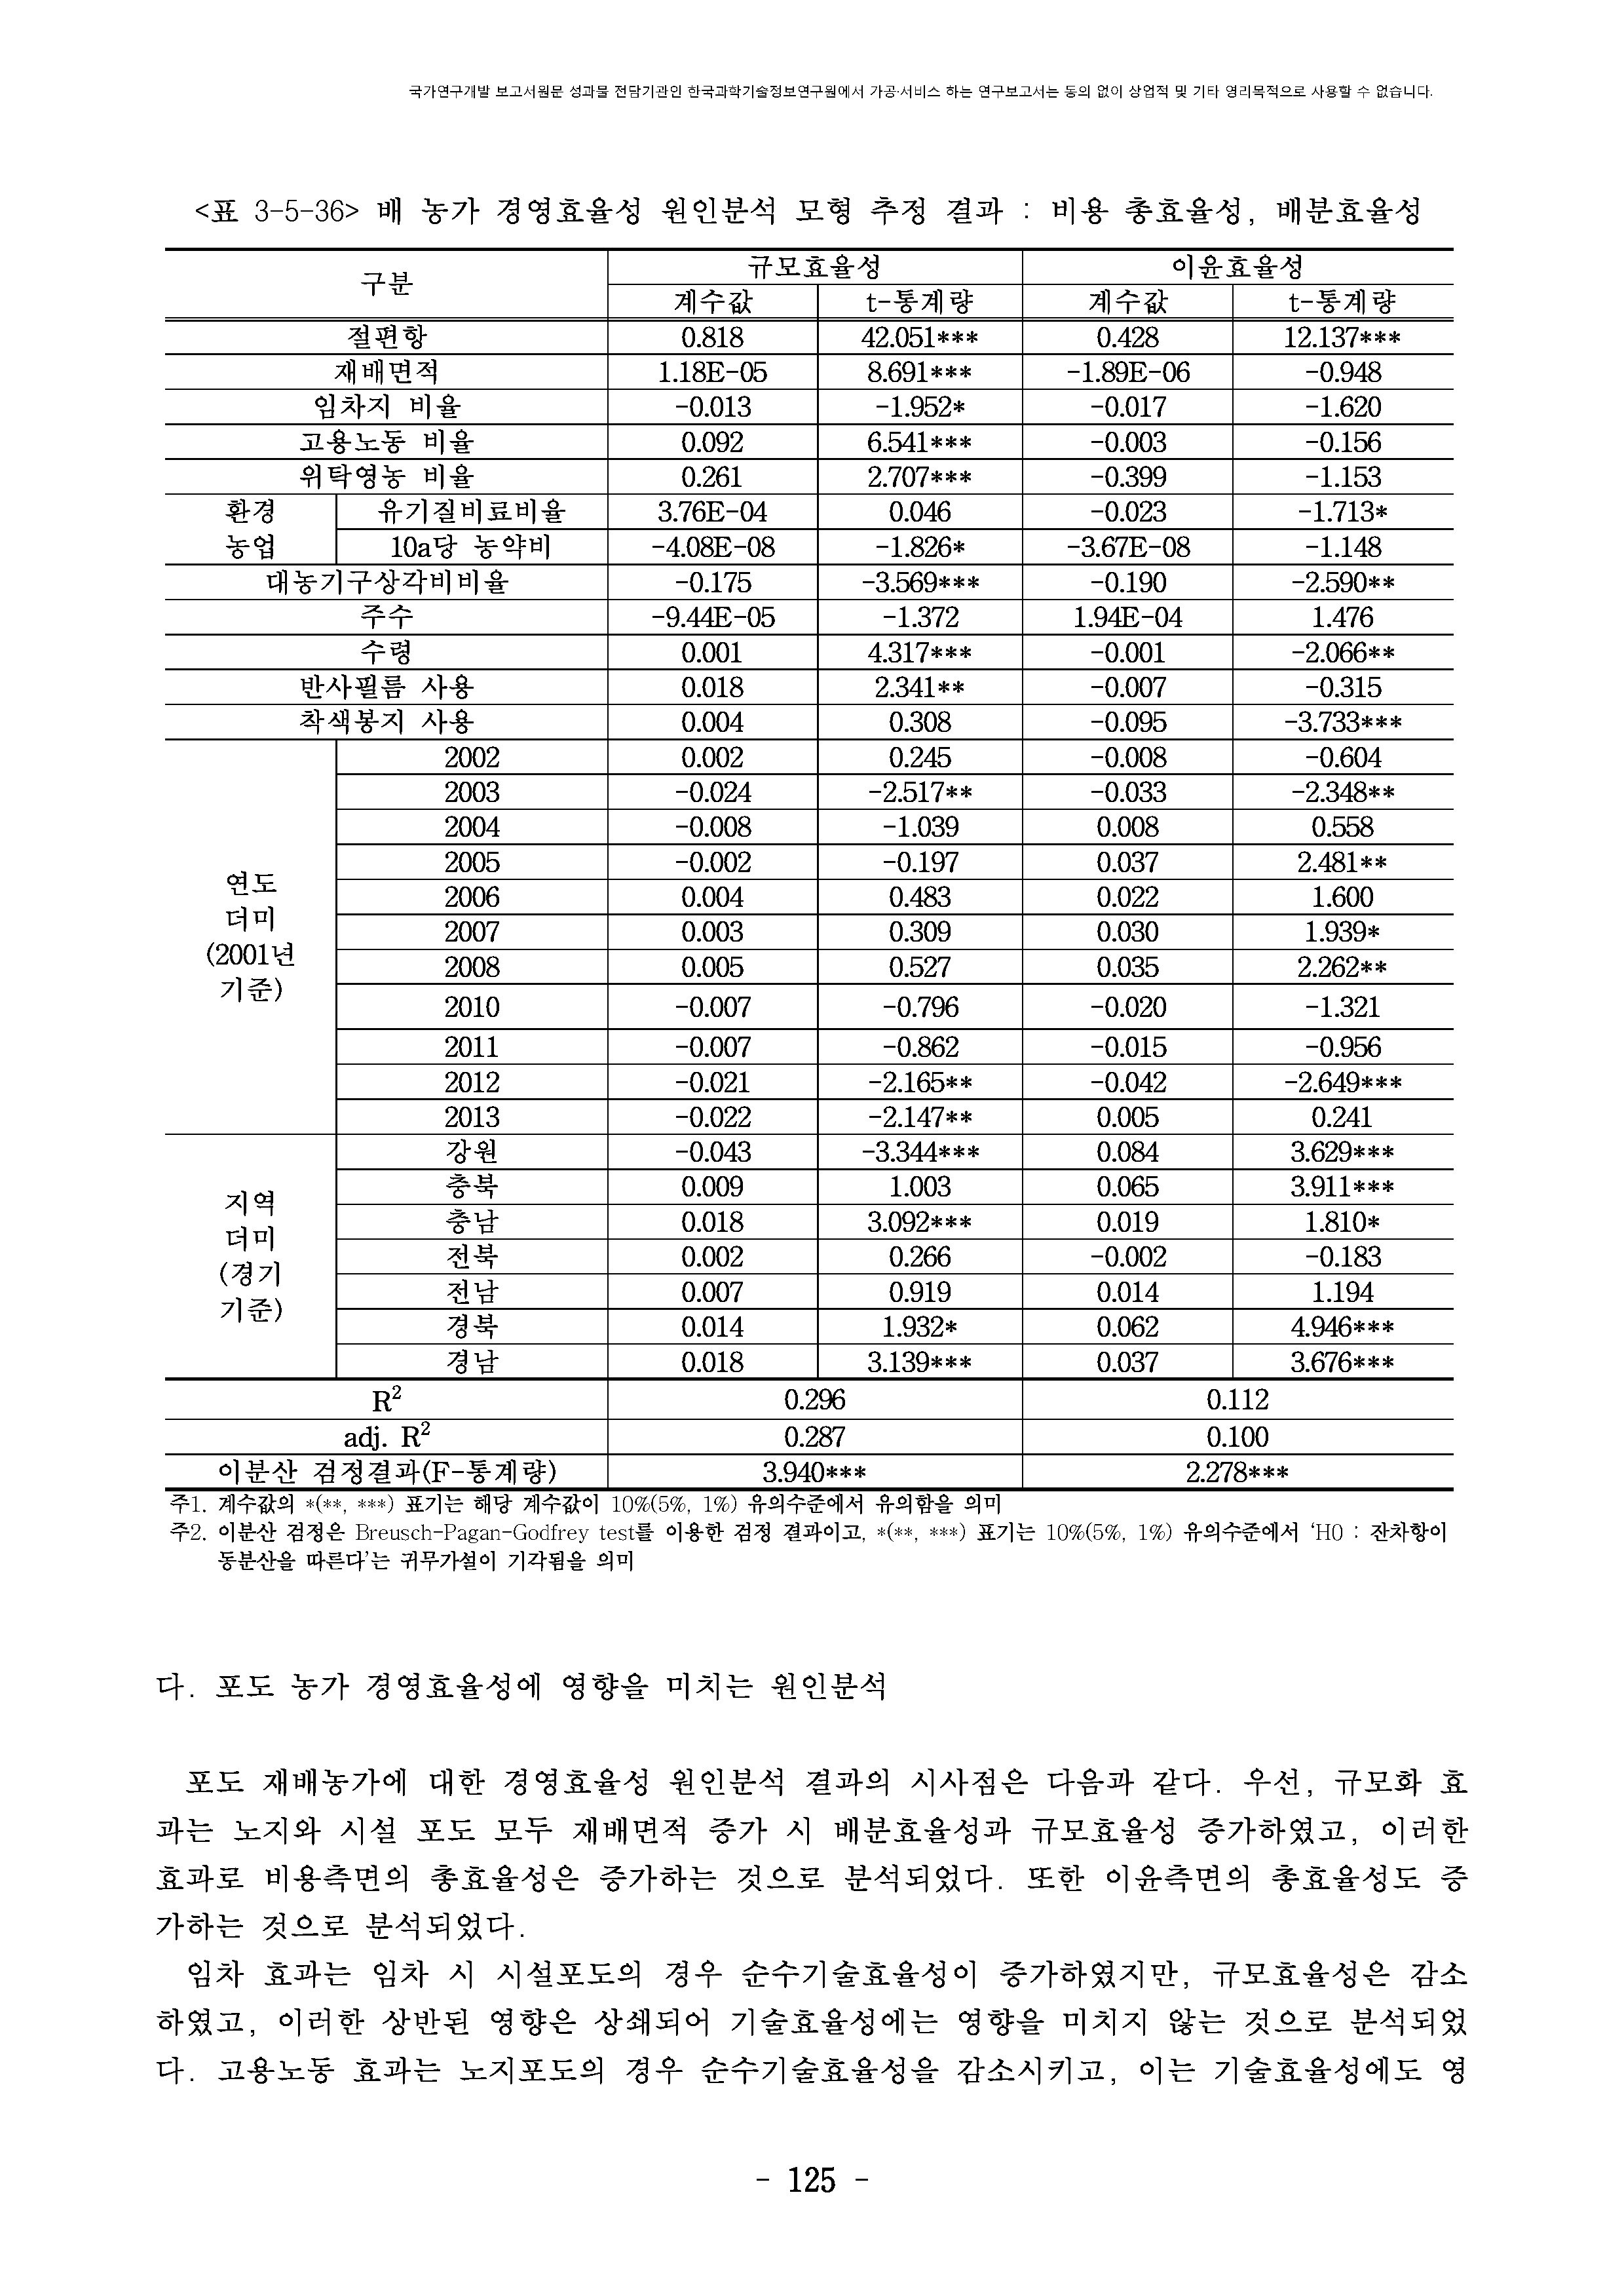 국가연구개발 보고서원문 성과물 전담기관인 한국과학기술정보연구원에서 가공·서비스 하는 연구보고서는 동의 없이 상업적 및 기타 영리목적으로 사용할 수 없습니다.
<표 3-5-36> 배 농가 경영효율성 원인분석 모형 추정 결과 : 비용 총효율성, 배분효율성
구분 규모효율성 이윤효율성
계수값 t-통계량 계수값 t-통계량
절편항 0.818 42.051*** 0.428 12.137***
재배면적 1.18E-05 8.691*** -1.89E-06 -0.948
임차지 비율 -0.013 -1.952* -0.017 -1.620
고용노동 비율 0.092 6.541*** -0.003 -0.156
위탁영농 비율 0.261 2.707*** -0.399 -1.153
환경 유기질비료비율 3.76E-04 0.046 -0.023 -1.713*
농업 10a당 농약비 -4.08E-08 -1.826* -3.67E-08 -1.148
대농기구상각비비율 -0.175 -3.569*** -0.190 -2.590**
주수 -9.44E-05 -1.372 1.94E-04 1.476
수령 0.001 4.317*** -0.001 -2.066**
반사필름 사용 0.018 2.341** -0.007 -0.315
착색봉지 사용 0.004 0.308 -0.095 -3.733***
연도
더미
(2001년
기준)
2002 0.002 0.245 -0.008 -0.604
2003 -0.024 -2.517** -0.033 -2.348**
2004 -0.008 -1.039 0.008 0.558
2005 -0.002 -0.197 0.037 2.481**
2006 0.004 0.483 0.022 1.600
2007 0.003 0.309 0.030 1.939*
2008 0.005 0.527 0.035 2.262**
2010 -0.007 -0.796 -0.020 -1.321
2011 -0.007 -0.862 -0.015 -0.956
2012 -0.021 -2.165** -0.042 -2.649***
2013 -0.022 -2.147** 0.005 0.241
지역
더미
(경기
기준)
강원 -0.043 -3.344*** 0.084 3.629***
충북 0.009 1.003 0.065 3.911***
충남 0.018 3.092*** 0.019 1.810*
전북 0.002 0.266 -0.002 -0.183
전남 0.007 0.919 0.014 1.194
경북 0.014 1.932* 0.062 4.946***
경남 0.018 3.139*** 0.037 3.676***
R² 0.296 0.112
adj. R² 0.287 0.100
이분산 검정결과(F-통계량) 3.940*** 2.278***
주1. 계수값의 *(**, ***) 표기는 해당 계수값이 10%(5%, 1%) 유의수준에서 유의함을 의미
주2. 이분산 검정은 Breusch-Pagan-Godfrey test를 이용한 검정 결과이고, *(**, ***) 표기는 10%(5%, 1%) 유의수준에서 ‘H0 : 잔차항이
동분산을 따른다’는 귀무가설이 기각됨을 의미
다. 포도 농가 경영효율성에 영향을 미치는 원인분석
포도 재배농가에 대한 경영효율성 원인분석 결과의 시사점은 다음과 같다. 우선, 규모화 효
과는 노지와 시설 포도 모두 재배면적 증가 시 배분효율성과 규모효율성 증가하였고, 이러한
효과로 비용측면의 총효율성은 증가하는 것으로 분석되었다. 또한 이윤측면의 총효율성도 증
가하는 것으로 분석되었다.
임차 효과는 임차 시 시설포도의 경우 순수기술효율성이 증가하였지만, 규모효율성은 감소
하였고, 이러한 상반된 영향은 상쇄되어 기술효율성에는 영향을 미치지 않는 것으로 분석되었
다. 고용노동 효과는 노지포도의 경우 순수기술효율성을 감소시키고, 이는 기술효율성에도 영
- 125 -